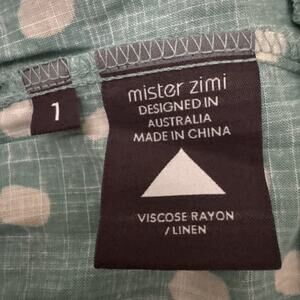 1
mister zimi
DESIGNED IN
AUSTRALIA
MADE IN CHINA
VISCOSE RAYON
/ LINEN